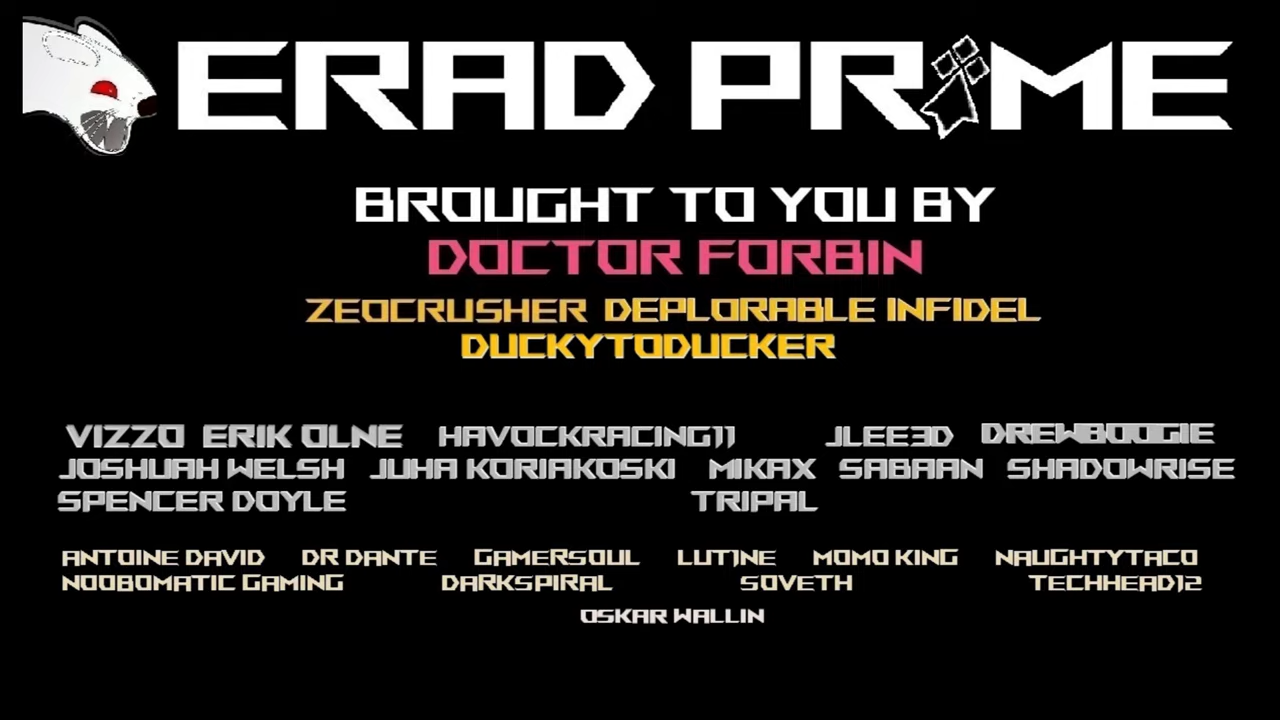 ERAD PRIME
BROUGHT TO YOU BY
DOCTOR FORBIN
ZEOCRUSHER DEPLORABLE INFIDEL
DUCKYTODUCKER
VIZZO ERIK OLNE HAVOCKRACING11 JLEE3D DREWBOOGIE
JOSHUAH WELSH JUHA KORIAKOSKI MIKAX SABAAN SHADOWRISE
SPENCER DOYLE TRIPAL
ANTOINE DAVID DR DANTE GAMERSOUL LUT1NE MOMO KING NAUGHTYTACO
NOOBOMATIC GAMING DARKSPIRAL SOVETH TECHHEAD12
OSKAR WALLIN